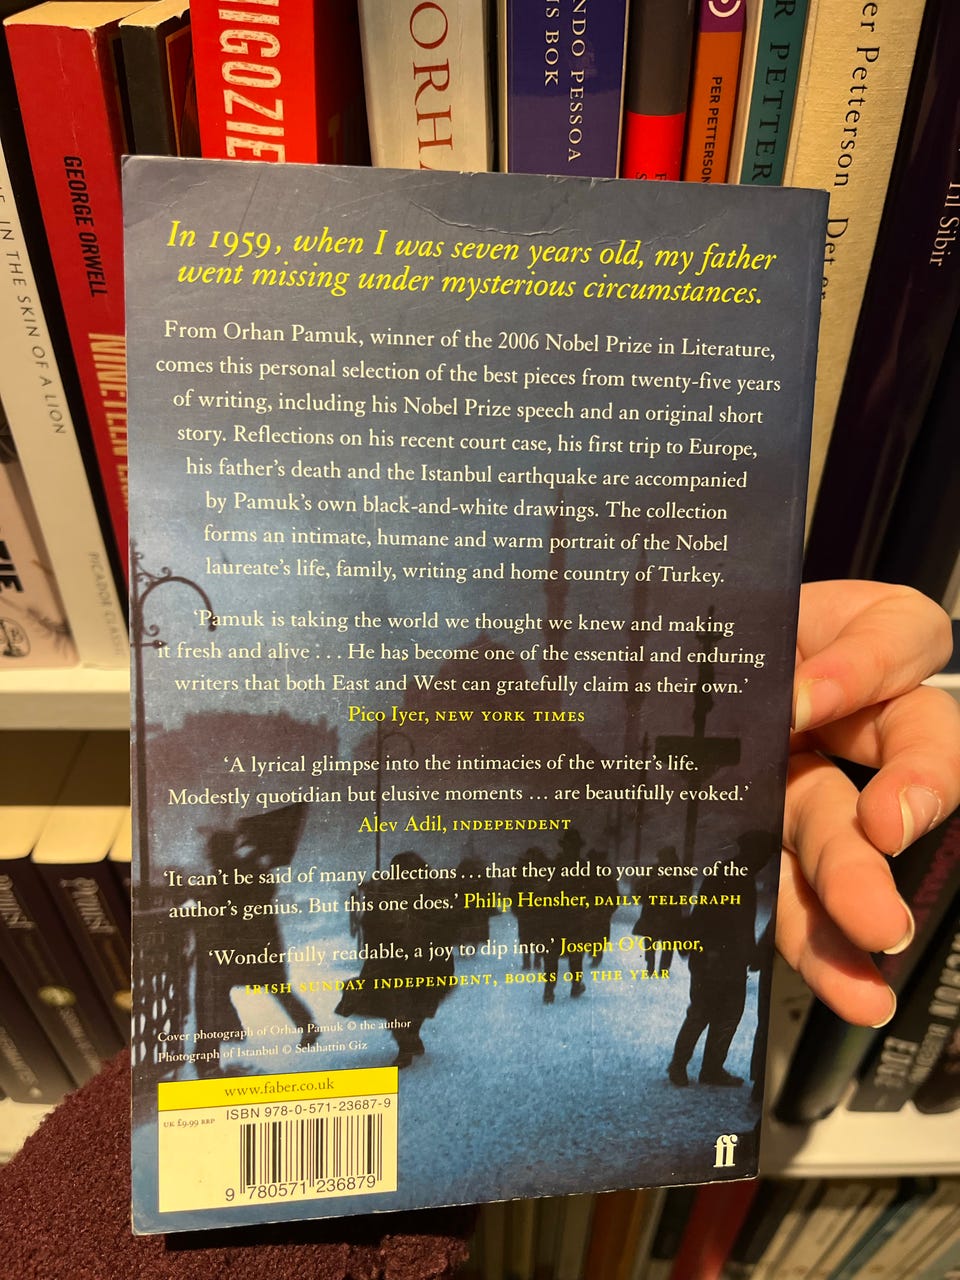 NGOZI
ORH
NDO PESSOA
S BOK
PER PETTERSON
R PETTER
er Petterson Det
Til Sibir
GEORGE ORWELL
NINETEEN
IN THE SKIN OF A LION
PICADOR CLASSIC
In 1959, when I was seven years old, my father
went missing under mysterious circumstances.
From Orhan Pamuk, winner of the 2006 Nobel Prize in Literature,
comes this personal selection of the best pieces from twenty-five years
of writing, including his Nobel Prize speech and an original short
story. Reflections on his recent court case, his first trip to Europe,
his father's death and the Istanbul earthquake are accompanied
by Pamuk's own black-and-white drawings. The collection
forms an intimate, humane and warm portrait of the Nobel
laureate's life, family, writing and home country of Turkey.
'Pamuk is taking the world we thought we knew and making
it fresh and alive . . . He has become one of the essential and enduring
writers that both East and West can gratefully claim as their own.'
Pico Iyer, NEW YORK TIMES
'A lyrical glimpse into the intimacies of the writer's life.
Modestly quotidian but elusive moments ... are beautifully evoked.'
Alev Adil, INDEPENDENT
'It can't be said of many collections ... that they add to your sense of the
author's genius. But this one does.' Philip Hensher, DAILY TELEGRAPH
'Wonderfully readable, a joy to dip into.' Joseph O'Connor,
IRISH SUNDAY INDEPENDENT, BOOKS OF THE YEAR
Cover photograph of Orhan Pamuk © the author
Photograph of Istanbul © Selahattin Giz
www.faber.co.uk
ISBN 978-0-571-23687-9
UK £9.99 RRP
9 780571 236879
ff